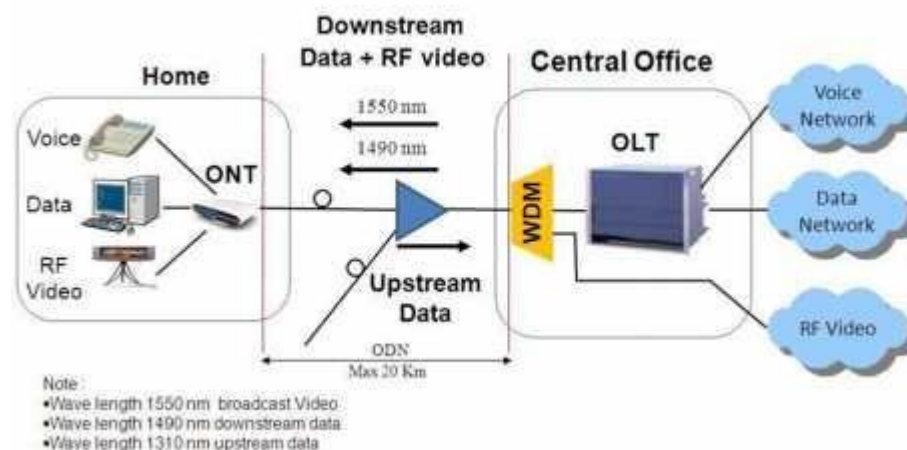 Downstream
Data + RF video
Home
Central Office
1550 nm
1490 nm
Voice
ONT
Data
RF
Video
Upstream
Data
WDM
OLT
Voice
Network
Data
Network
RF Video
ODN
Max 20 Km
Note :
•Wave length 1550 nm broadcast Video
•Wave length 1490 nm downstream data
•Wave length 1310 nm upstream data